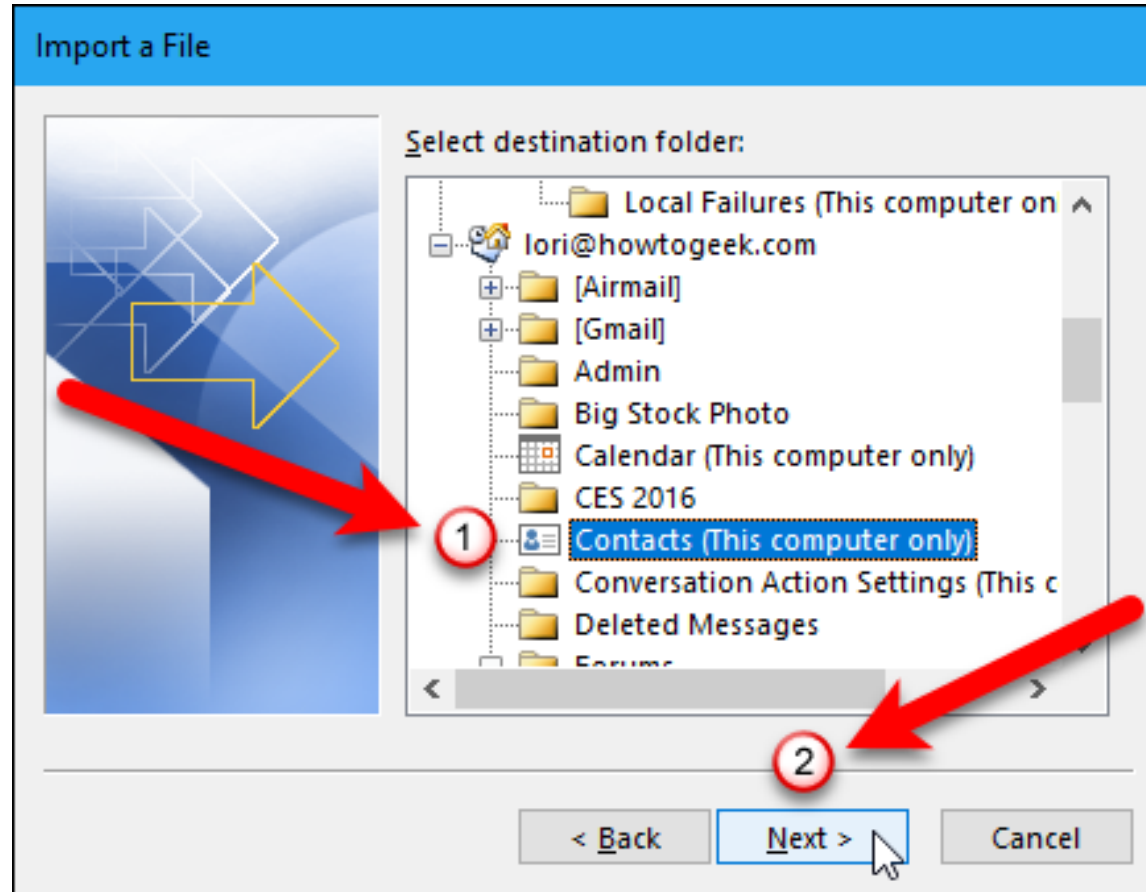 Import a File
Select destination folder:
Local Failures (This computer on
lori@howtogeek.com
[Airmail]
[Gmail]
Admin
Big Stock Photo
Calendar (This computer only)
CES 2016
1
Contacts (This computer only)
Conversation Action Settings (This c
Deleted Messages
Forums
2
< Back
Next >
Cancel